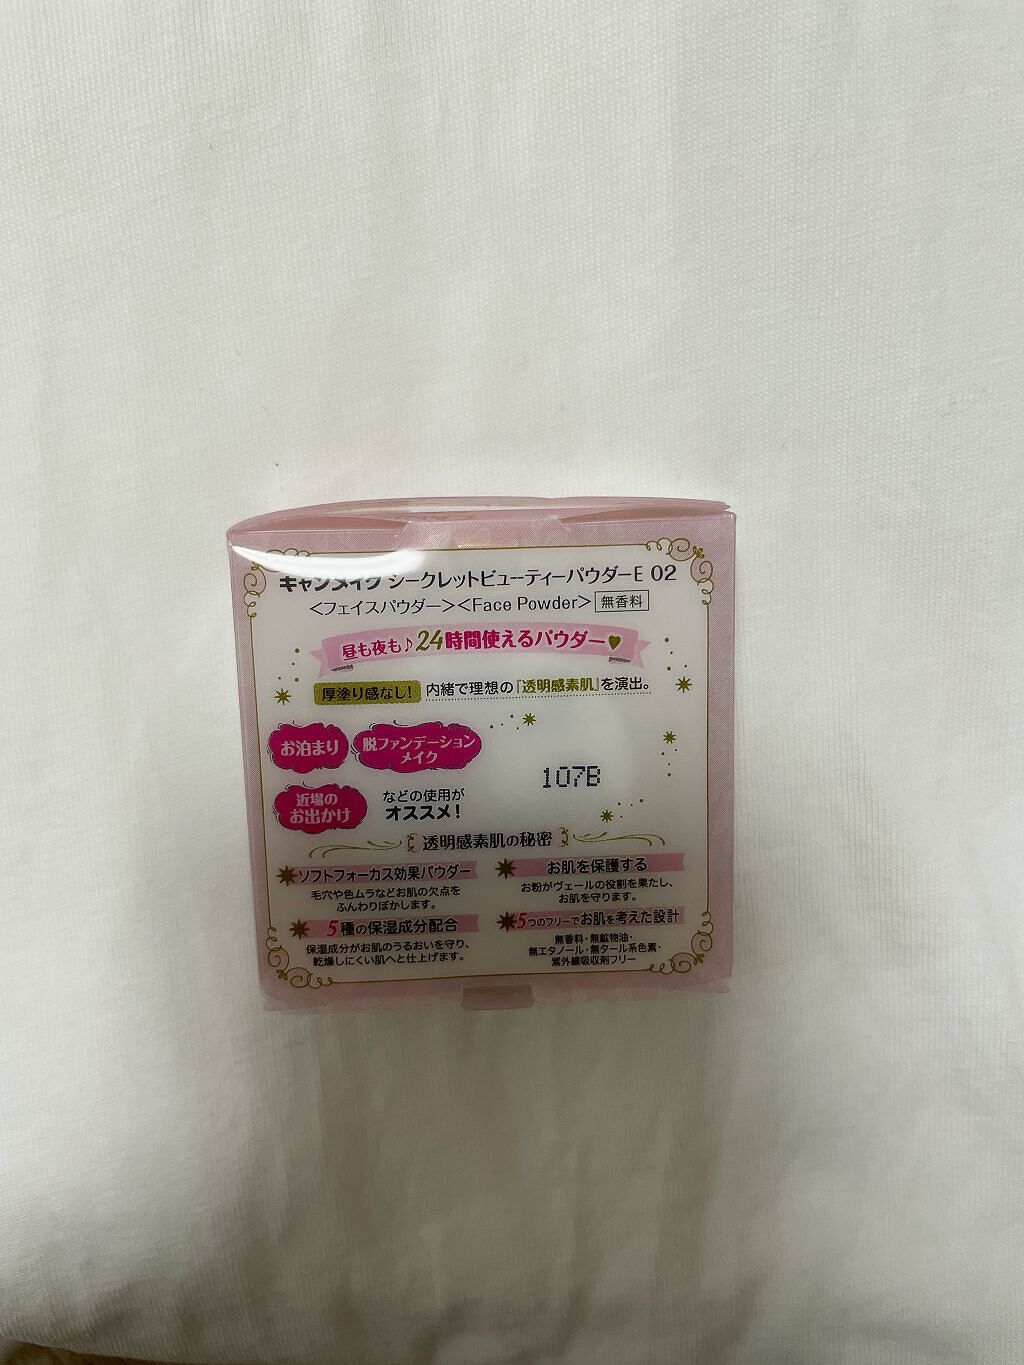 キャンメイク シークレットビューティーパウダーE 02
<フェイスパウダー><Face Powder> 無香料
昼も夜も♪24時間使えるパウダー♥
厚塗り感なし! 内緒で理想の『透明感素肌』を演出。
お泊まり
脱ファンデーション
メイク
近場の
お出かけ
などの使用が
オススメ!
107B
透明感素肌の秘密
ソフトフォーカス効果パウダー
毛穴や色ムラなどお肌の欠点を
ふんわりぼかします。
5種の保湿成分配合
保湿成分がお肌のうるおいを守り、
乾燥しにくい肌へと仕上げます。
お肌を保護する
お粉がヴェールの役割を果たし、
お肌を守ります。
5つのフリーでお肌を考えた設計
無香料・無鉱物油・
無エタノール・無タール系色素・
紫外線吸収剤フリー